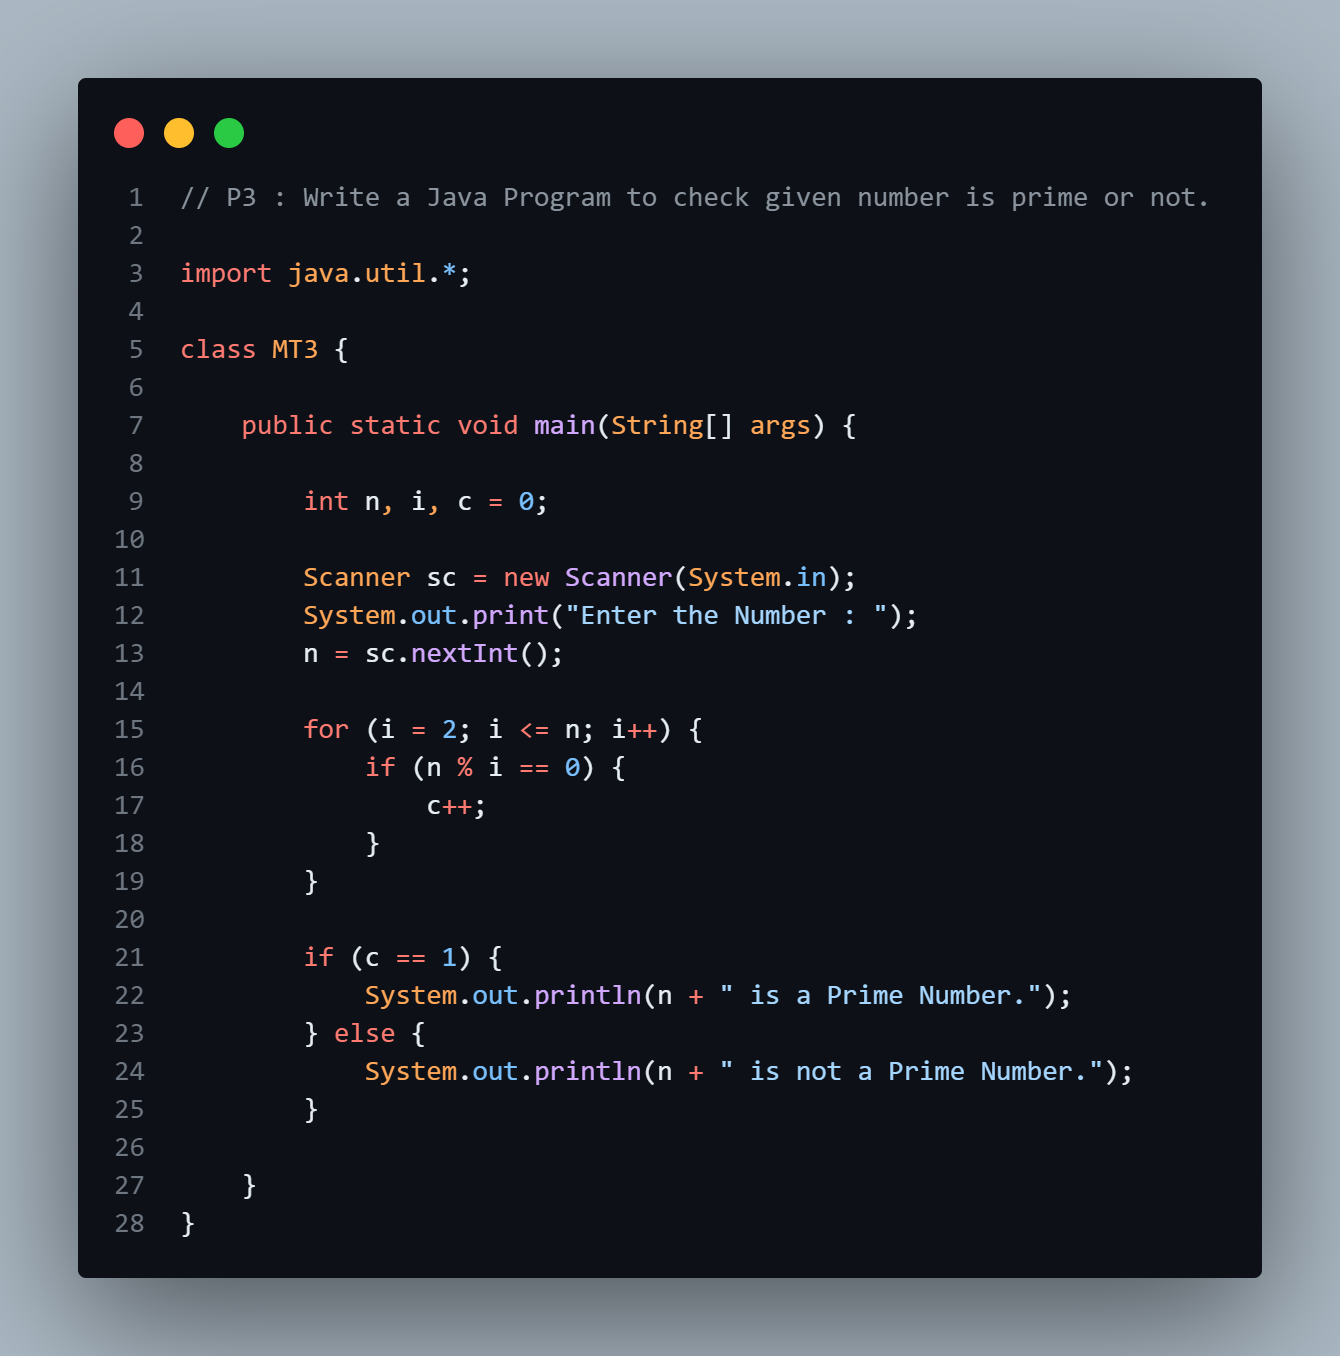 1 // P3 : Write a Java Program to check given number is prime or not.
2
3 import java.util.*;
4
5 class MT3 {
6
7     public static void main(String[] args) {
8
9         int n, i, c = 0;
10
11         Scanner sc = new Scanner(System.in);
12         System.out.print("Enter the Number : ");
13         n = sc.nextInt();
14
15         for (i = 2; i <= n; i++) {
16             if (n % i == 0) {
17                 c++;
18             }
19         }
20
21         if (c == 1) {
22             System.out.println(n + " is a Prime Number.");
23         } else {
24             System.out.println(n + " is not a Prime Number.");
25         }
26
27     }
28 }